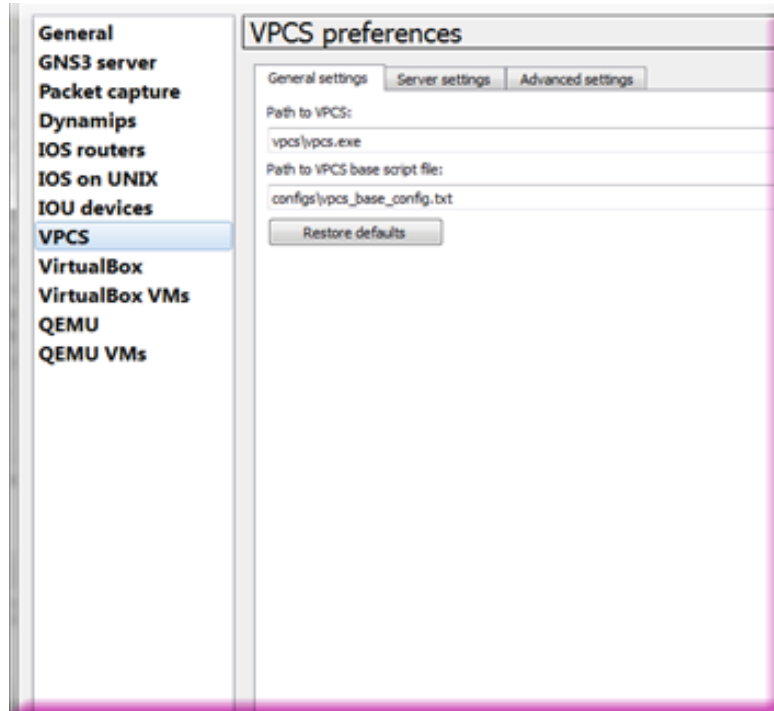 General
GNS3 server
Packet capture
Dynamips
IOS routers
IOS on UNIX
IOU devices
VPCS
VirtualBox
VirtualBox VMs
QEMU
QEMU VMs
VPCS preferences
General settings Server settings Advanced settings
Path to VPCS:
vpcs\vpcs.exe
Path to VPCS base script file:
configs\vpcs_base_config.txt
Restore defaults